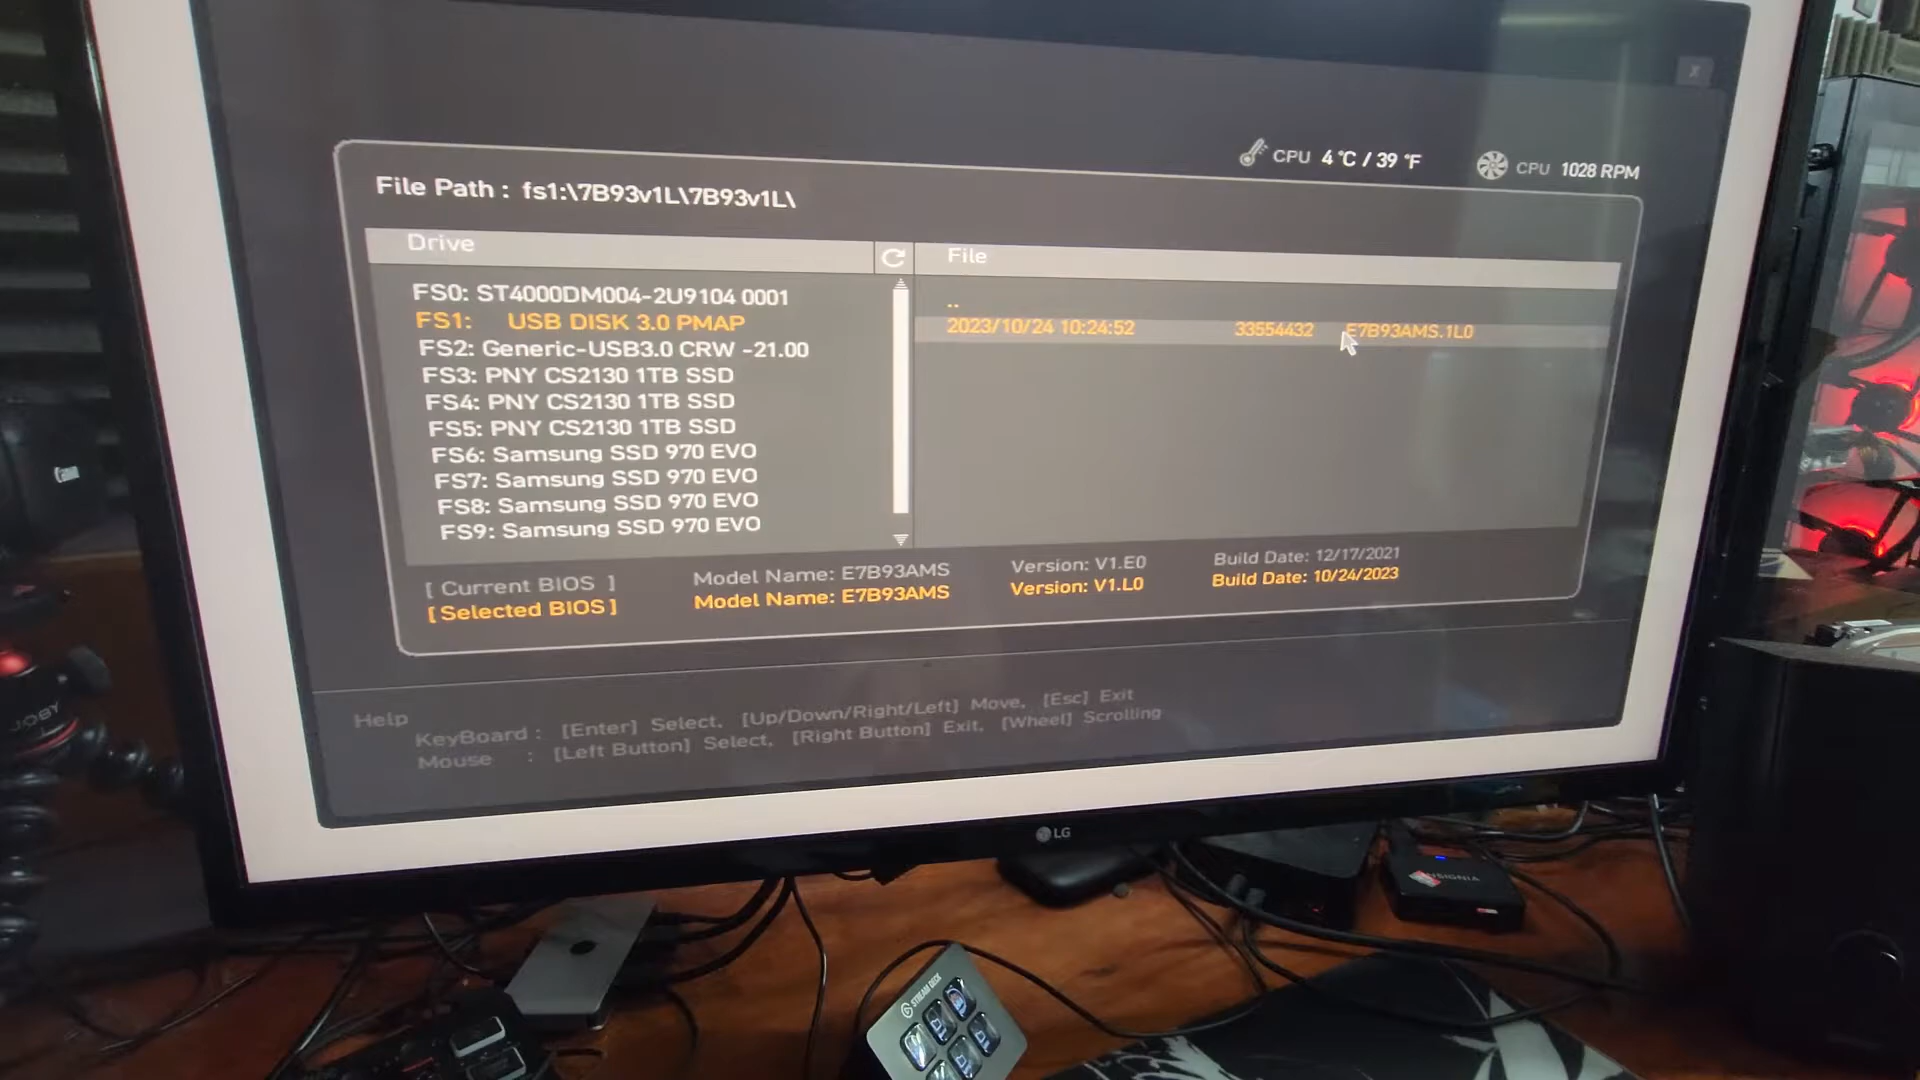 x
CPU 4 °C / 39 °F CPU 1028 RPM
File Path : fs1:\7B93v1L\7B93v1L\
Drive File
FS0: ST4000DM004-2U9104 0001
FS1: USB DISK 3.0 PMAP
FS2: Generic-USB3.0 CRW -21.00
FS3: PNY CS2130 1TB SSD
FS4: PNY CS2130 1TB SSD
FS5: PNY CS2130 1TB SSD
FS6: Samsung SSD 970 EVO
FS7: Samsung SSD 970 EVO
FS8: Samsung SSD 970 EVO
FS9: Samsung SSD 970 EVO
..
2023/10/24 10:24:52 33554432 E7B93AMS.1L0
[ Current BIOS ] Model Name: E7B93AMS Version: V1.E0 Build Date: 12/17/2021
[ Selected BIOS ] Model Name: E7B93AMS Version: V1.L0 Build Date: 10/24/2023
Help
KeyBoard : [Enter] Select, [Up/Down/Right/Left] Move, [Esc] Exit
Mouse : [Left Button] Select, [Right Button] Exit, [Wheel] Scrolling
LG
JOBY
INSIGNIA
STREAM DECK